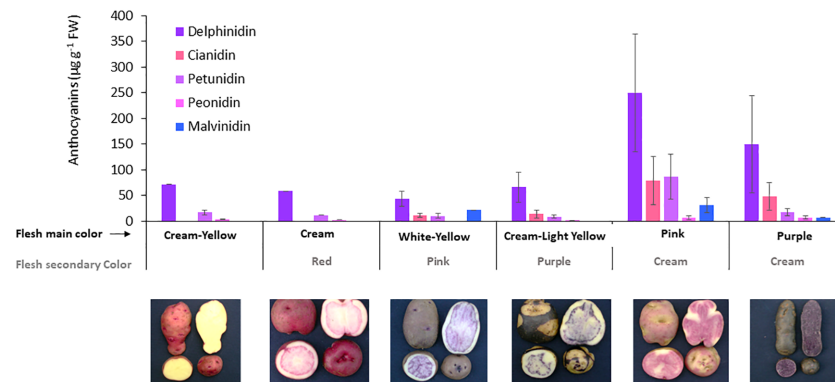 Anthocyanins (µg g-1 FW)
400
350
300
250
200
150
100
50
0
Delphinidin
Cianidin
Petunidin
Peonidin
Malvinidin
Flesh main color → Cream-Yellow Cream White-Yellow Cream-Light Yellow Pink Purple
Flesh secondary Color Red Pink Purple Cream Cream